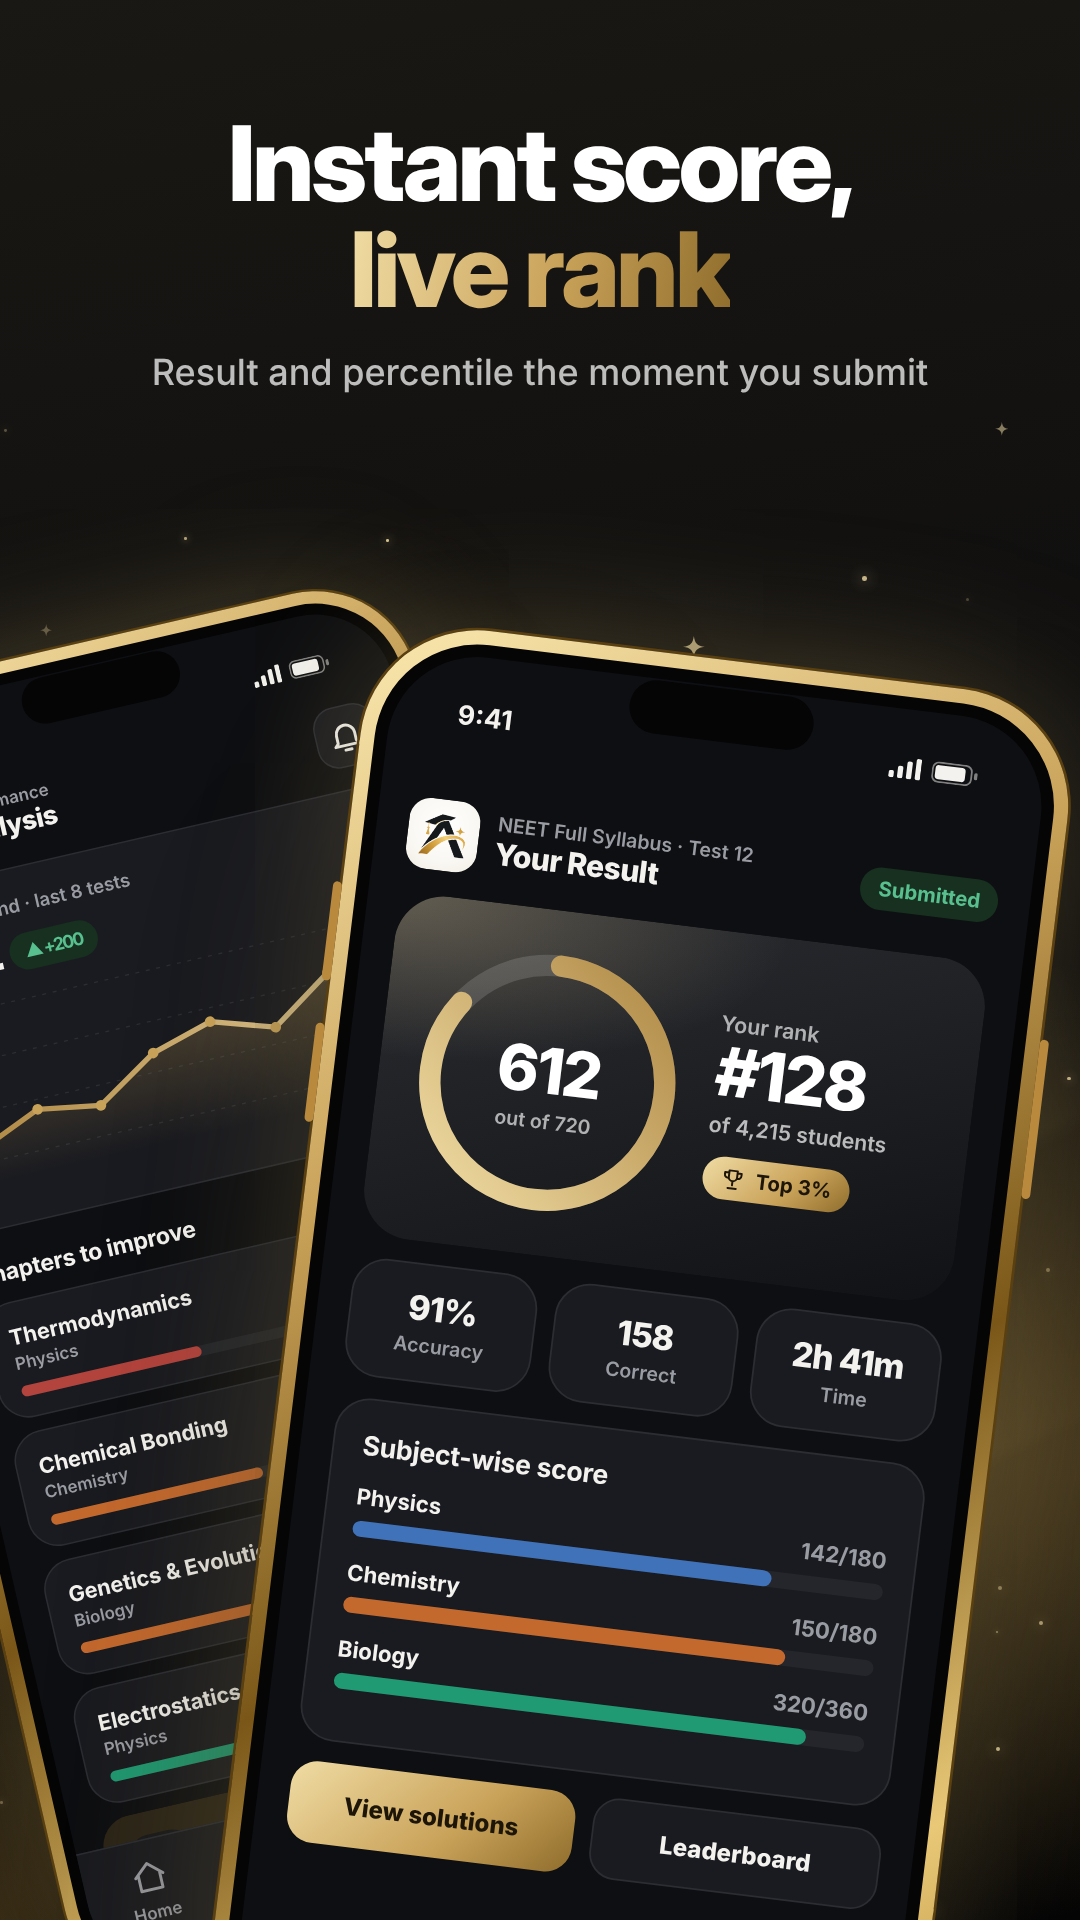 Instant score,
live rank
Result and percentile the moment you submit
lysis
last 8 tests
▲+200
apters to improve
Thermodynamics
Physics
Chemical Bonding
Chemistry
Genetics &
Biology
Electrostatics
Physics
Home
9:41
NEET Full Syllabus · Test 12
Your Result
Submitted
612
out of 720
Your rank
#128
of 4,215 students
Top 3%
91%
Accuracy
158
Correct
2h 41m
Time
Subject-wise score
Physics
142/180
Chemistry
150/180
Biology
320/360
View solutions
Leaderboard